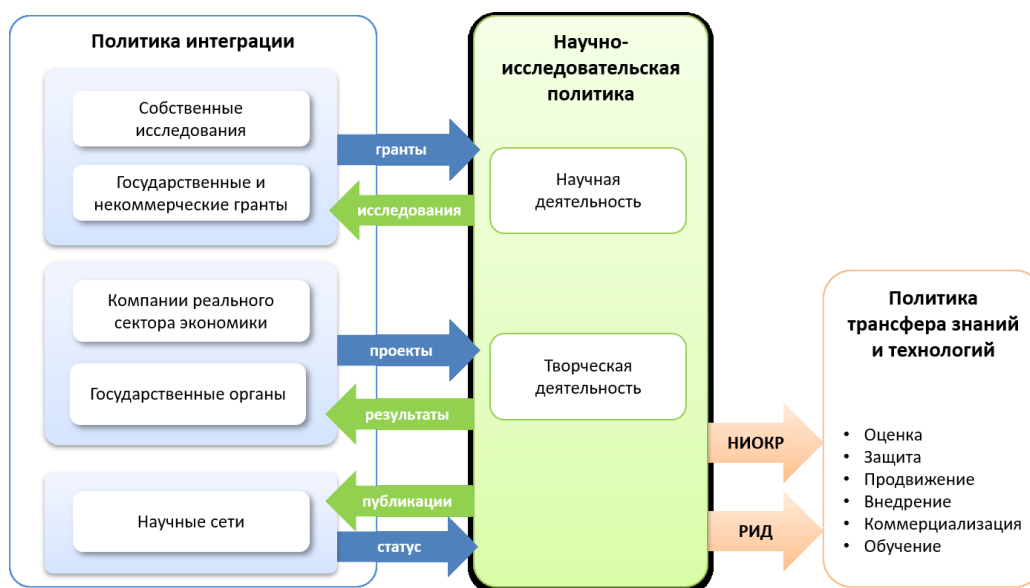 Политика интеграции
Собственные
исследования
Государственные и
некоммерческие гранты
Компании реального
сектора экономики
Государственные органы
Научные сети
гранты
исследования
проекты
результаты
публикации
статус
Научно-
исследовательская
политика
Научная
деятельность
Творческая
деятельность
НИОКР
РИД
Политика
трансфера знаний
и технологий
• Оценка
• Защита
• Продвижение
• Внедрение
• Коммерциализация
• Обучение